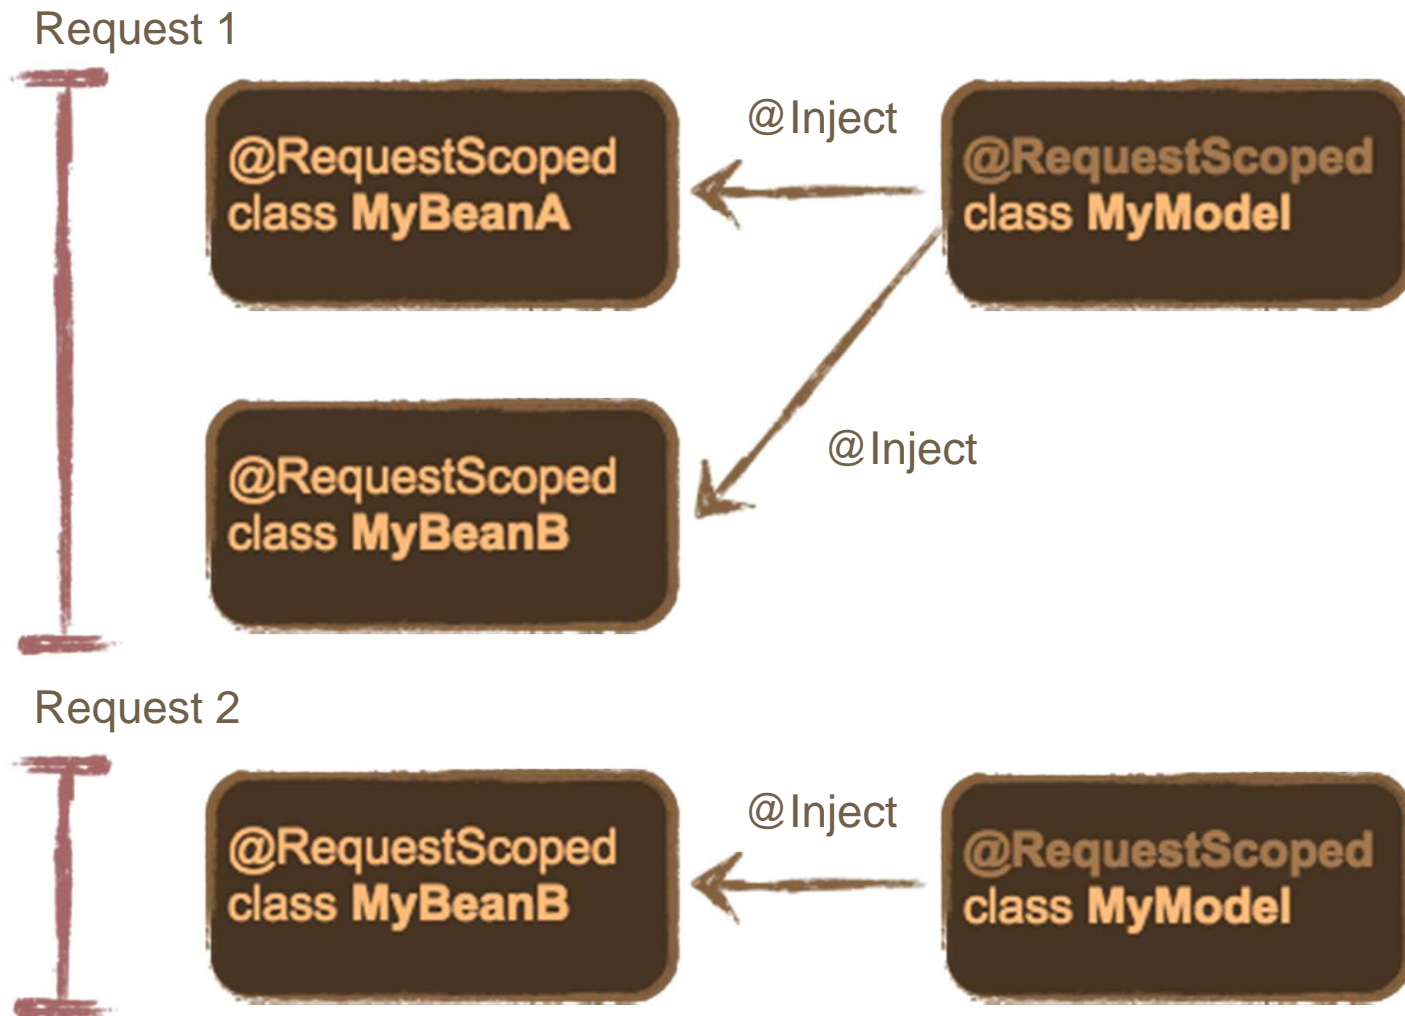 Request 1
@RequestScoped
class MyBeanA
@Inject
@RequestScoped
class MyModel
@RequestScoped
class MyBeanB
@Inject
Request 2
@RequestScoped
class MyBeanB
@Inject
@RequestScoped
class MyModel